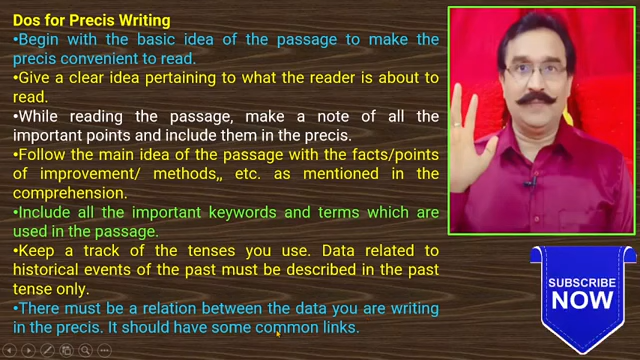 Dos for Precis Writing
•Begin with the basic idea of the passage to make the
precis convenient to read.
•Give a clear idea pertaining to what the reader is about to
read.
•While reading the passage, make a note of all the
important points and include them in the precis.
•Follow the main idea of the passage with the facts/points
of improvement/ methods,, etc. as mentioned in the
comprehension.
•Include all the important keywords and terms which are
used in the passage.
•Keep a track of the tenses you use. Data related to
historical events of the past must be described in the past
tense only.
•There must be a relation between the data you are writing
in the precis. It should have some common links.
SUBSCRIBE
NOW